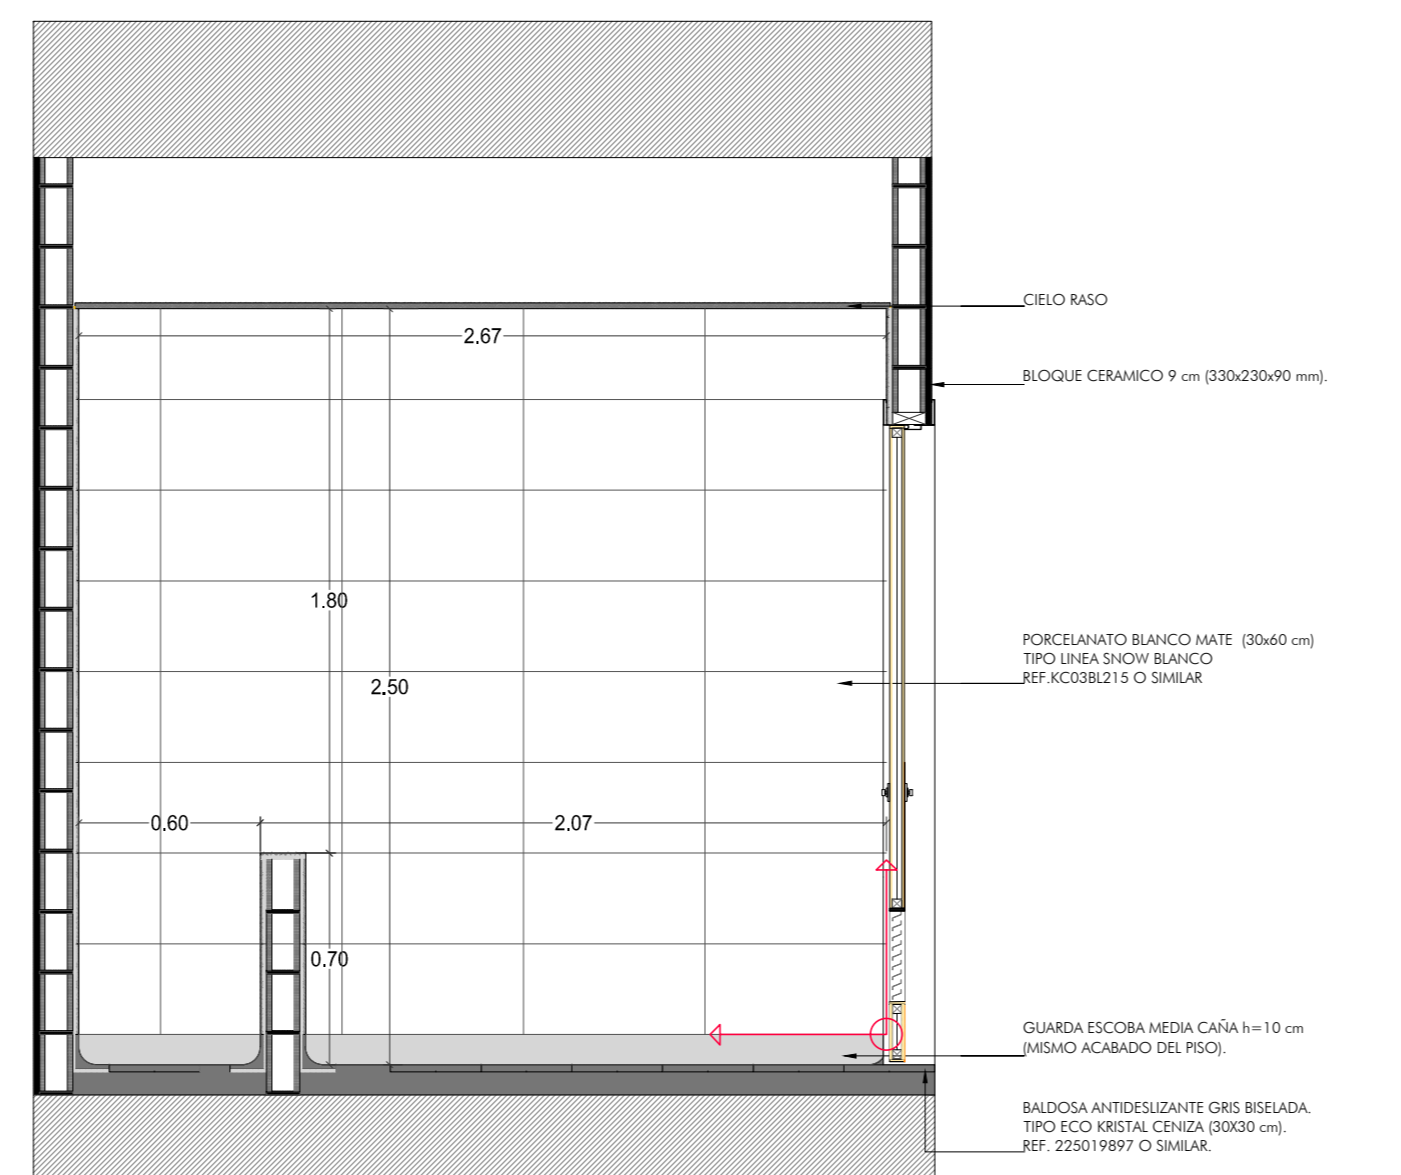 CIELO RASO
2.67
BLOQUE CERAMICO 9 cm (330x230x90 mm).
1.80
PORCELANATO BLANCO MATE (30x60 cm)
TIPO LINEA SNOW BLANCO
REF.KC03BL215 O SIMILAR
2.50
0.60
2.07
0.70
GUARDA ESCOBA MEDIA CAÑA h=10 cm
(MISMO ACABADO DEL PISO).
BALDOSA ANTIDESLIZANTE GRIS BISELADA.
TIPO ECO KRISTAL CENIZA (30X30 cm).
REF. 225019897 O SIMILAR.